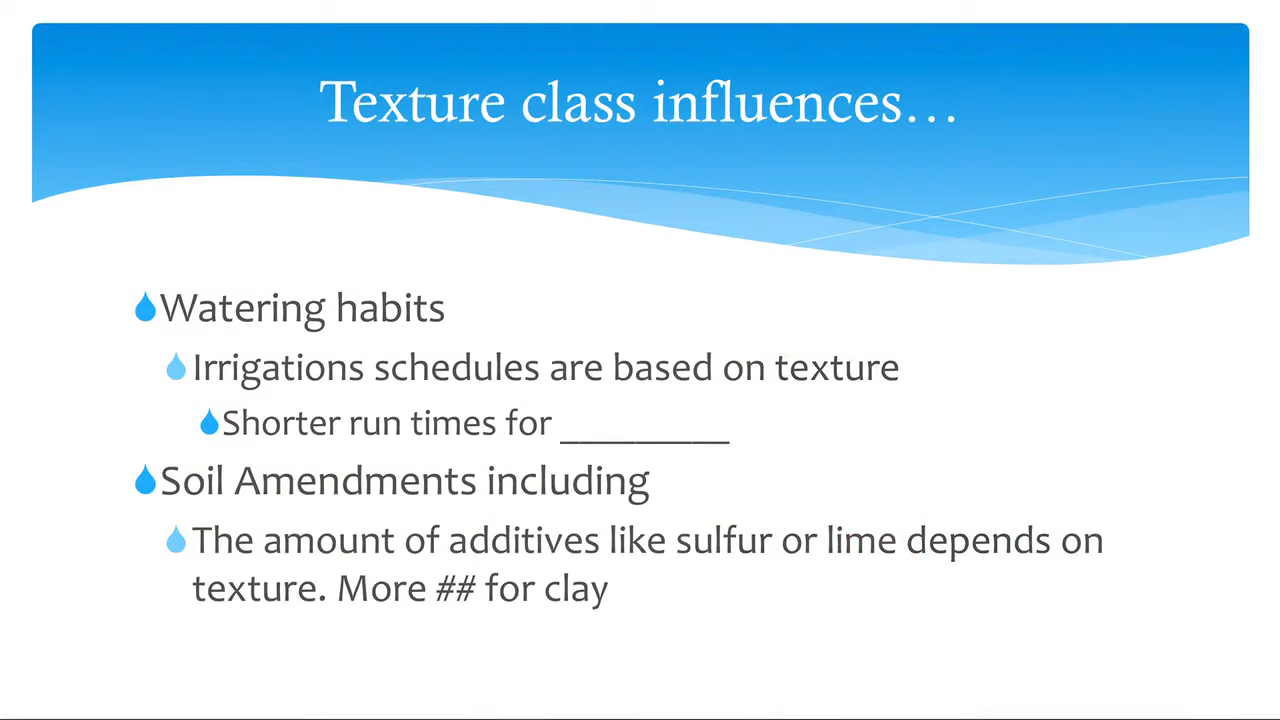 Texture class influences…
Watering habits
Irrigations schedules are based on texture
Shorter run times for _________
Soil Amendments including
The amount of additives like sulfur or lime depends on
texture. More ## for clay